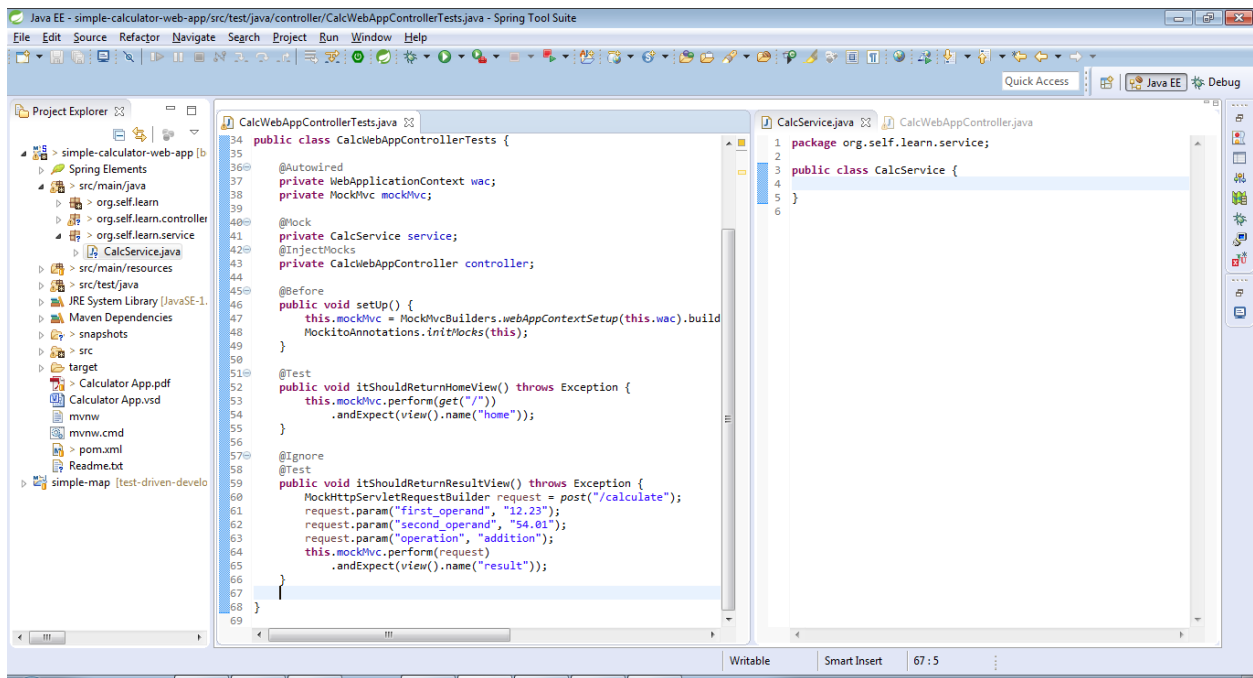 Java EE - simple-calculator-web-app/src/test/java/controller/CalcWebAppControllerTests.java - Spring Tool Suite
File Edit Source Refactor Navigate Search Project Run Window Help
Quick Access Java EE Debug
Project Explorer
> simple-calculator-web-app [b
Spring Elements
> src/main/java
> org.self.learn
> org.self.learn.controller
> org.self.learn.service
> CalcService.java
> src/main/resources
> src/test/java
JRE System Library [JavaSE-1.
Maven Dependencies
> snapshots
> src
target
> Calculator App.pdf
Calculator App.vsd
mvnw
mvnw.cmd
> pom.xml
Readme.txt
simple-map [test-driven-develo
CalcWebAppControllerTests.java
34 public class CalcWebAppControllerTests {
35
36 @Autowired
37 private WebApplicationContext wac;
38 private MockMvc mockMvc;
39
40 @Mock
41 private CalcService service;
42 @InjectMocks
43 private CalcWebAppController controller;
44
45 @Before
46 public void setUp() {
47 this.mockMvc = MockMvcBuilders.webAppContextSetup(this.wac).build
48 MockitoAnnotations.initMocks(this);
49 }
50
51 @Test
52 public void itShouldReturnHomeView() throws Exception {
53 this.mockMvc.perform(get("/"))
54 .andExpect(view().name("home"));
55 }
56
57 @Ignore
58 @Test
59 public void itShouldReturnResultView() throws Exception {
60 MockHttpServletRequestBuilder request = post("/calculate");
61 request.param("first_operand", "12.23");
62 request.param("second_operand", "54.01");
63 request.param("operation", "addition");
64 this.mockMvc.perform(request)
65 .andExpect(view().name("result"));
66 }
67
68 }
69
CalcService.java CalcWebAppController.java
1 package org.self.learn.service;
2
3 public class CalcService {
4
5 }
6
Writable Smart Insert 67 : 5